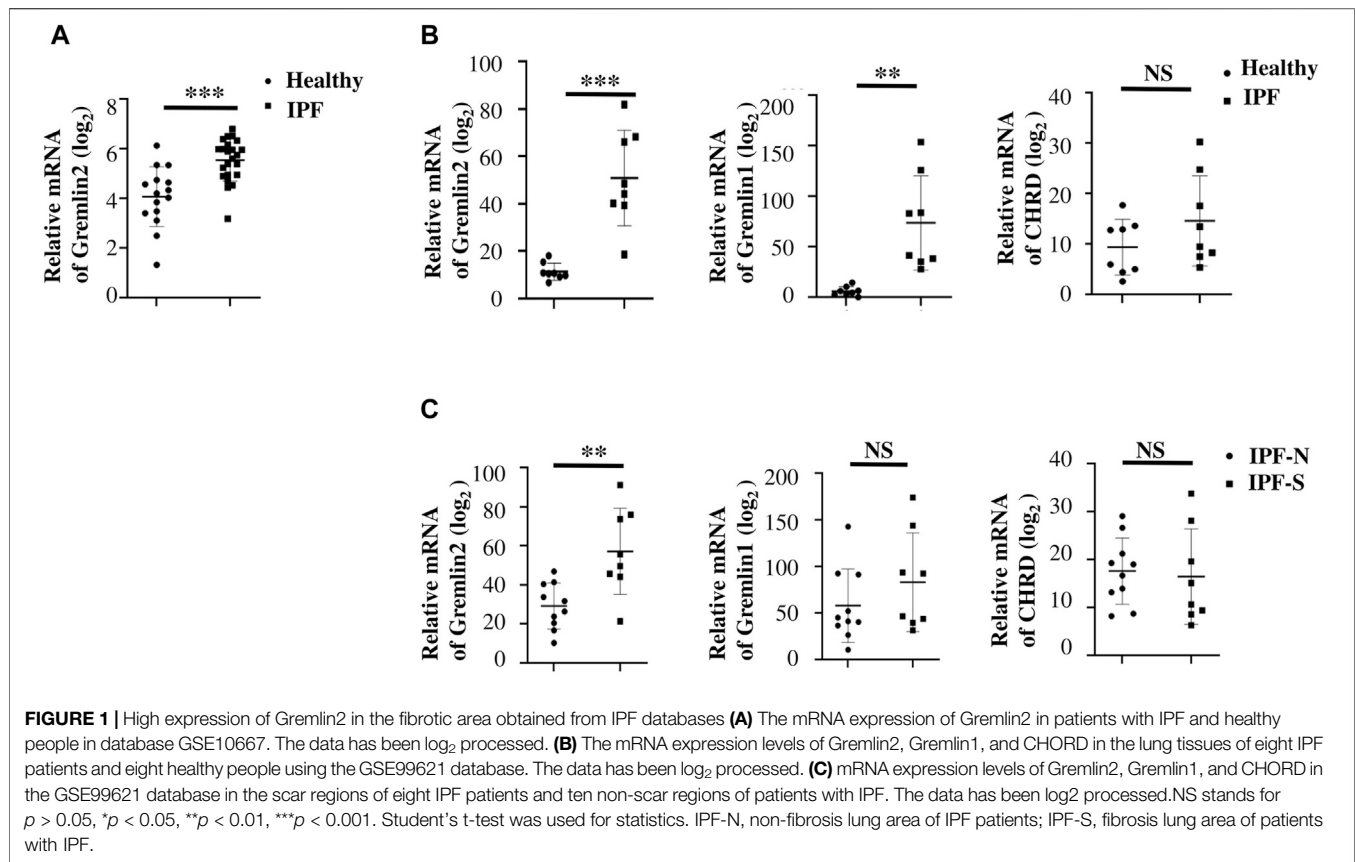 A
B
Healthy
IPF
***
Relative mRNA
of Gremlin2 (log2)
8
6
4
2
0
***
Relative mRNA
of Gremlin2 (log2)
100
80
60
40
20
0
**
Relative mRNA
of Gremlin1 (log2)
200
150
100
50
0
NS
Healthy
IPF
Relative mRNA
of CHRD (log2)
40
30
20
10
0
C
**
Relative mRNA
of Gremlin2 (log2)
100
80
60
40
20
0
NS
Relative mRNA
of Gremlin1 (log2)
200
150
100
50
0
NS
IPF-N
IPF-S
Relative mRNA
of CHRD (log2)
40
30
20
10
0
FIGURE 1 | High expression of Gremlin2 in the fibrotic area obtained from IPF databases (A) The mRNA expression of Gremlin2 in patients with IPF and healthy
people in database GSE10667. The data has been log2 processed. (B) The mRNA expression levels of Gremlin2, Gremlin1, and CHORD in the lung tissues of eight IPF
patients and eight healthy people using the GSE99621 database. The data has been log2 processed. (C) mRNA expression levels of Gremlin2, Gremlin1, and CHORD in
the GSE99621 database in the scar regions of eight IPF patients and ten non-scar regions of patients with IPF. The data has been log2 processed.NS stands for
p > 0.05, *p < 0.05, **p < 0.01, ***p < 0.001. Student's t-test was used for statistics. IPF-N, non-fibrosis lung area of IPF patients; IPF-S, fibrosis lung area of patients
with IPF.